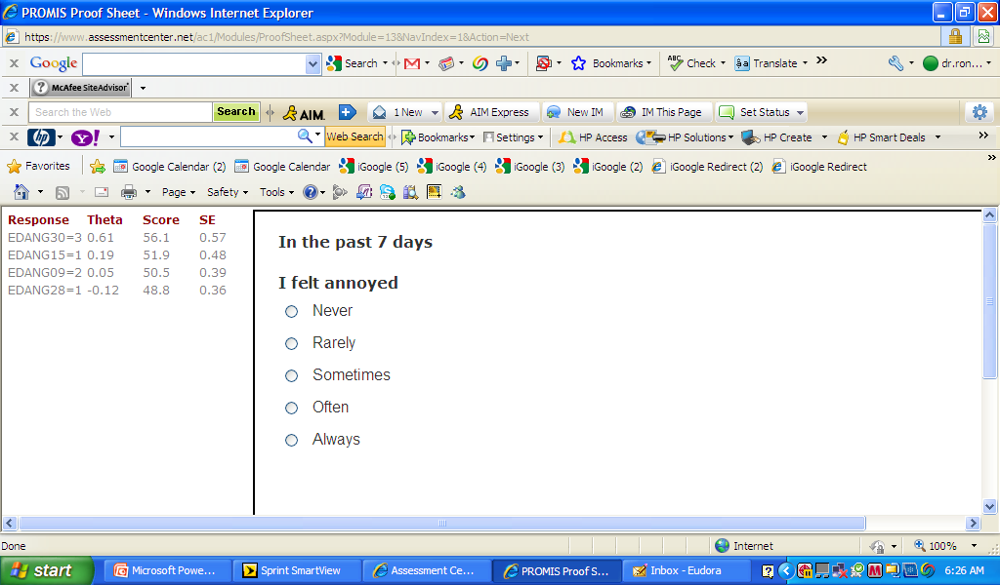 PROMIS Proof Sheet - Windows Internet Explorer
https://www.assessmentcenter.net/ac1/Modules/ProofSheet.aspx?Module=13&NavIndex=1&Action=Next
x Google Search Bookmarks ABC Check Translate » dr.ron...
x McAfee SiteAdvisor
x Search the Web Search AIM. 1 New AIM Express New IM IM This Page Set Status
x hp Y! Web Search Bookmarks Settings HP Access HP Solutions HP Create HP Smart Deals »
Favorites Google Calendar (2) Google Calendar iGoogle (5) iGoogle (4) iGoogle (3) iGoogle (2) iGoogle Redirect (2) iGoogle Redirect »
Page Safety Tools
Response Theta Score SE
EDANG30=3 0.61 56.1 0.57
EDANG15=1 0.19 51.9 0.48
EDANG09=2 0.05 50.5 0.39
EDANG28=1 -0.12 48.8 0.36
In the past 7 days
I felt annoyed
Never
Rarely
Sometimes
Often
Always
Done Internet 100%
start Microsoft Powe... Sprint SmartView Assessment Ce... PROMIS Proof S... Inbox - Eudora 6:26 AM